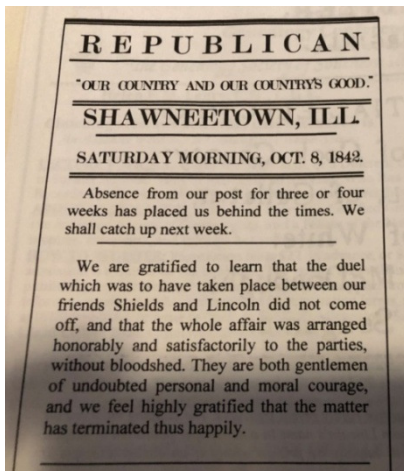 REPUBLICAN
"OUR COUNTRY AND OUR COUNTRY'S GOOD."
SHAWNEETOWN, ILL.
SATURDAY MORNING, OCT. 8, 1842.
Absence from our post for three or four
weeks has placed us behind the times. We
shall catch up next week.
We are gratified to learn that the duel
which was to have taken place between our
friends Shields and Lincoln did not come
off, and that the whole affair was arranged
honorably and satisfactorily to the parties,
without bloodshed. They are both gentlemen
of undoubted personal and moral courage,
and we feel highly gratified that the matter
has terminated thus happily.